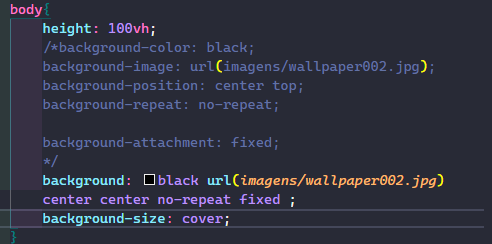 body{
height: 100vh;
/*background-color: black;
background-image: url(imagens/wallpaper002.jpg);
background-position: center top;
background-repeat: no-repeat;
background-attachment: fixed;
*/
background: black url(imagens/wallpaper002.jpg)
center center no-repeat fixed ;
background-size: cover;
}